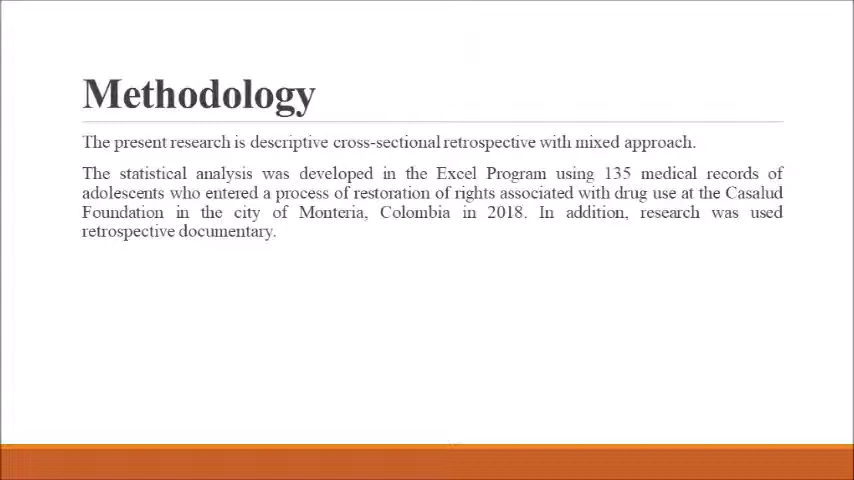 Methodology
The present research is descriptive cross-sectional retrospective with mixed approach.
The statistical analysis was developed in the Excel Program using 135 medical records of
adolescents who entered a process of restoration of rights associated with drug use at the Casalud
Foundation in the city of Monteria, Colombia in 2018. In addition, research was used
retrospective documentary.